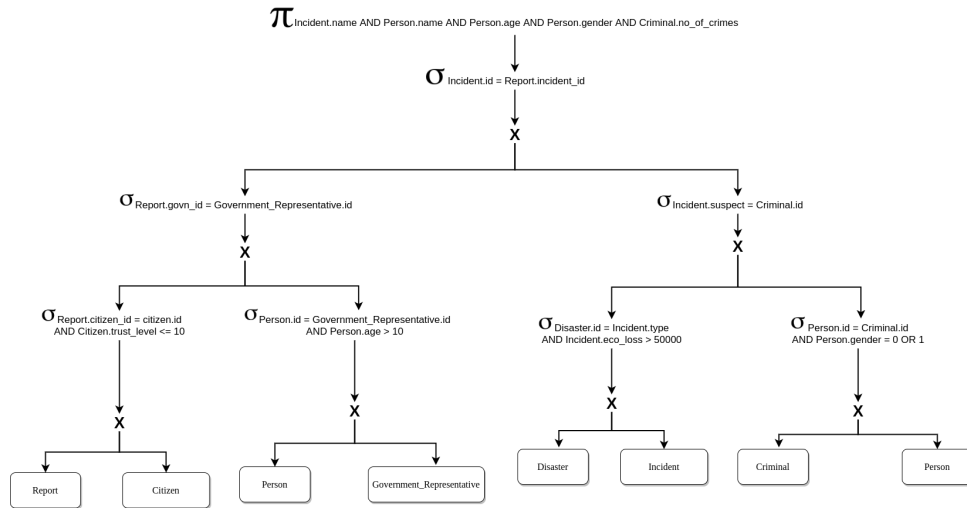 π Incident.name AND Person.name AND Person.age AND Person.gender AND Criminal.no_of_crimes
σ Incident.id = Report.incident_id
X
σ Report.govn_id = Government_Representative.id
σ Incident.suspect = Criminal.id
X
X
σ Report.citizen_id = citizen.id
AND Citizen.trust_level <= 10
σ Person.id = Government_Representative.id
AND Person.age > 10
σ Disaster.id = Incident.type
AND Incident.eco_loss > 50000
σ Person.id = Criminal.id
AND Person.gender = 0 OR 1
X
X
X
X
Report
Citizen
Person
Government_Representative
Disaster
Incident
Criminal
Person